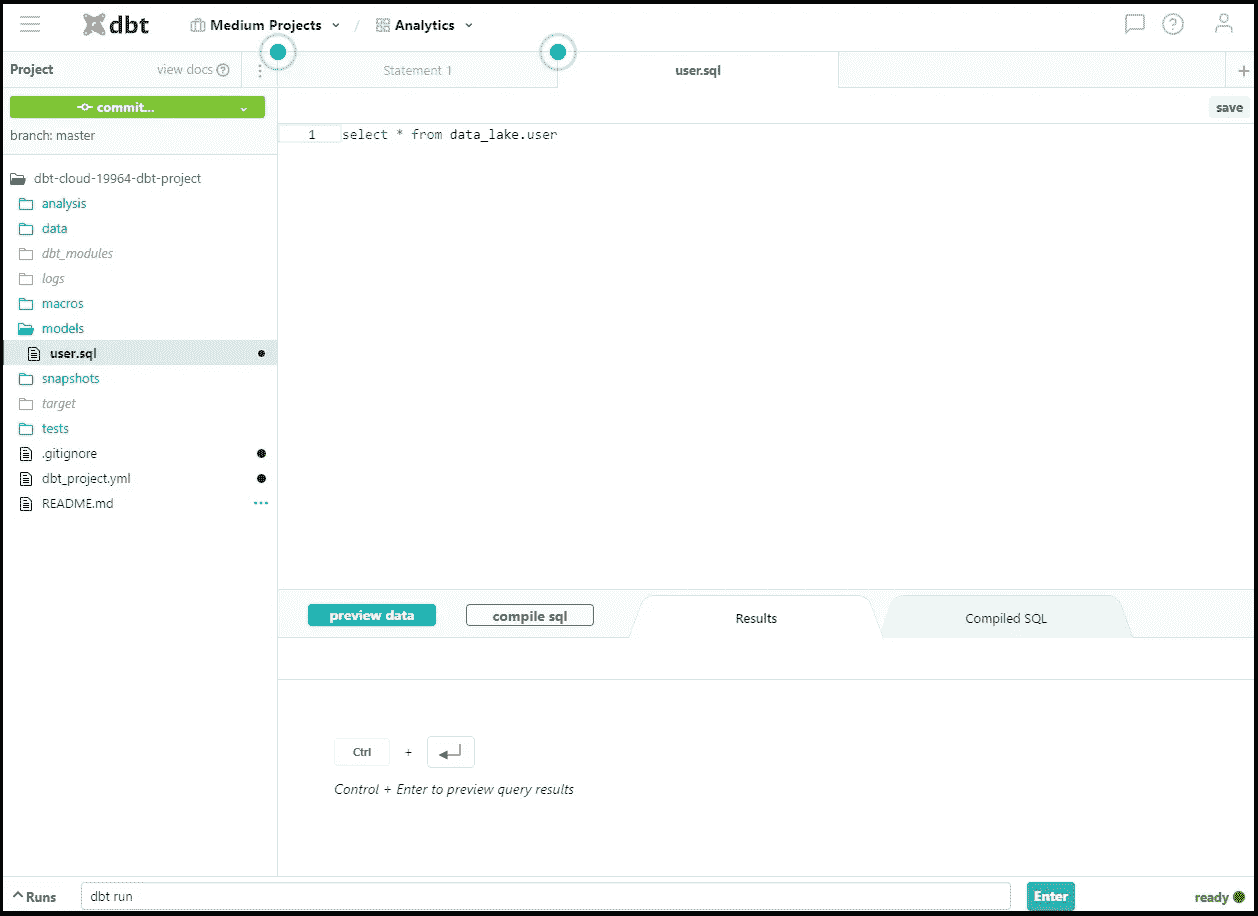 dbt Medium Projects / Analytics
Project view docs Statement 1 user.sql +
commit...
save
branch: master
1 select * from data_lake.user
dbt-cloud-19964-dbt-project
analysis
data
dbt_modules
logs
macros
models
user.sql
snapshots
target
tests
.gitignore
dbt_project.yml
README.md
preview data compile sql Results Compiled SQL
Ctrl +
Control + Enter to preview query results
Runs dbt run Enter ready